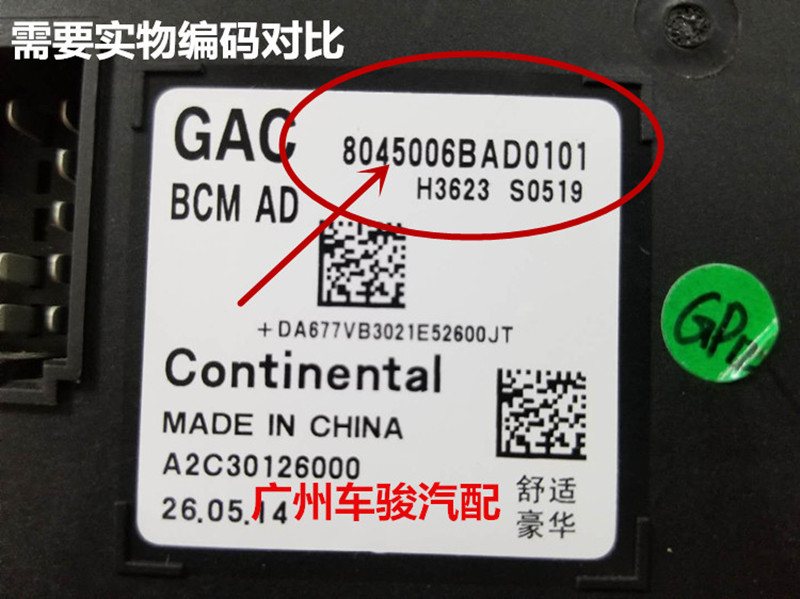 需要实物编码对比
GAC 8045006BAD0101
BCM AD H3623 S0519
+DA677VB3021E52600JT
Continental
MADE IN CHINA
A2C30126000
26.05.14
广州车骏汽配
舒适
豪华